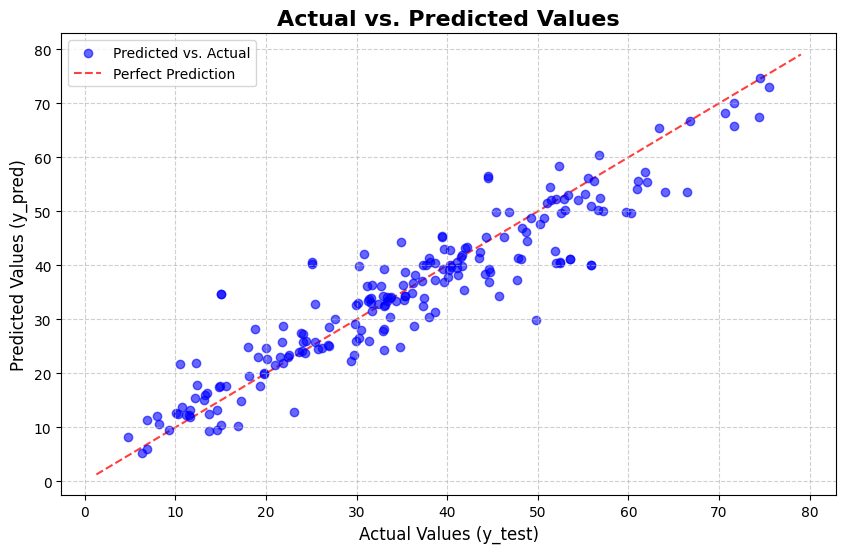 Actual vs. Predicted Values
Predicted vs. Actual
Perfect Prediction
Predicted Values (y_pred)
80
70
60
50
40
30
20
10
0
0 10 20 30 40 50 60 70 80
Actual Values (y_test)